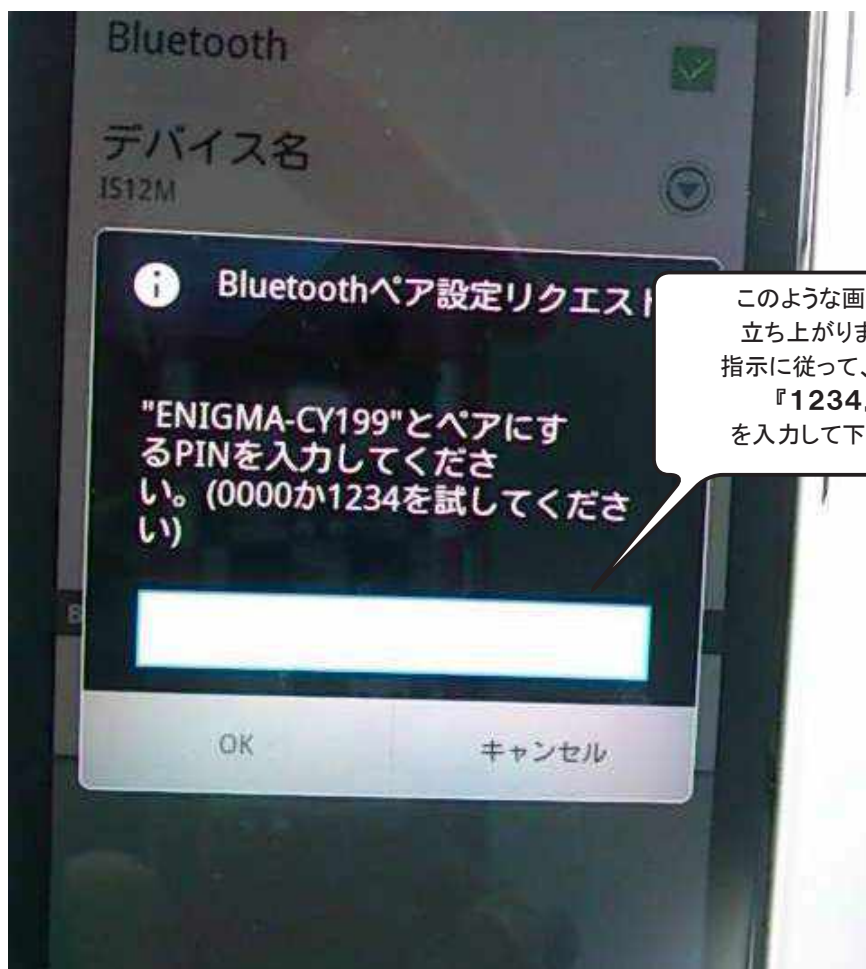 Bluetooth
デバイス名
IS12M
Bluetoothペア設定リクエスト
"ENIGMA-CY199"とペアにす
るPINを入力してくださ
い。(0000か1234を試してくださ
い)
OK
キャンセル
このような画
立ち上がりま
指示に従って、
『1234
を入力して下